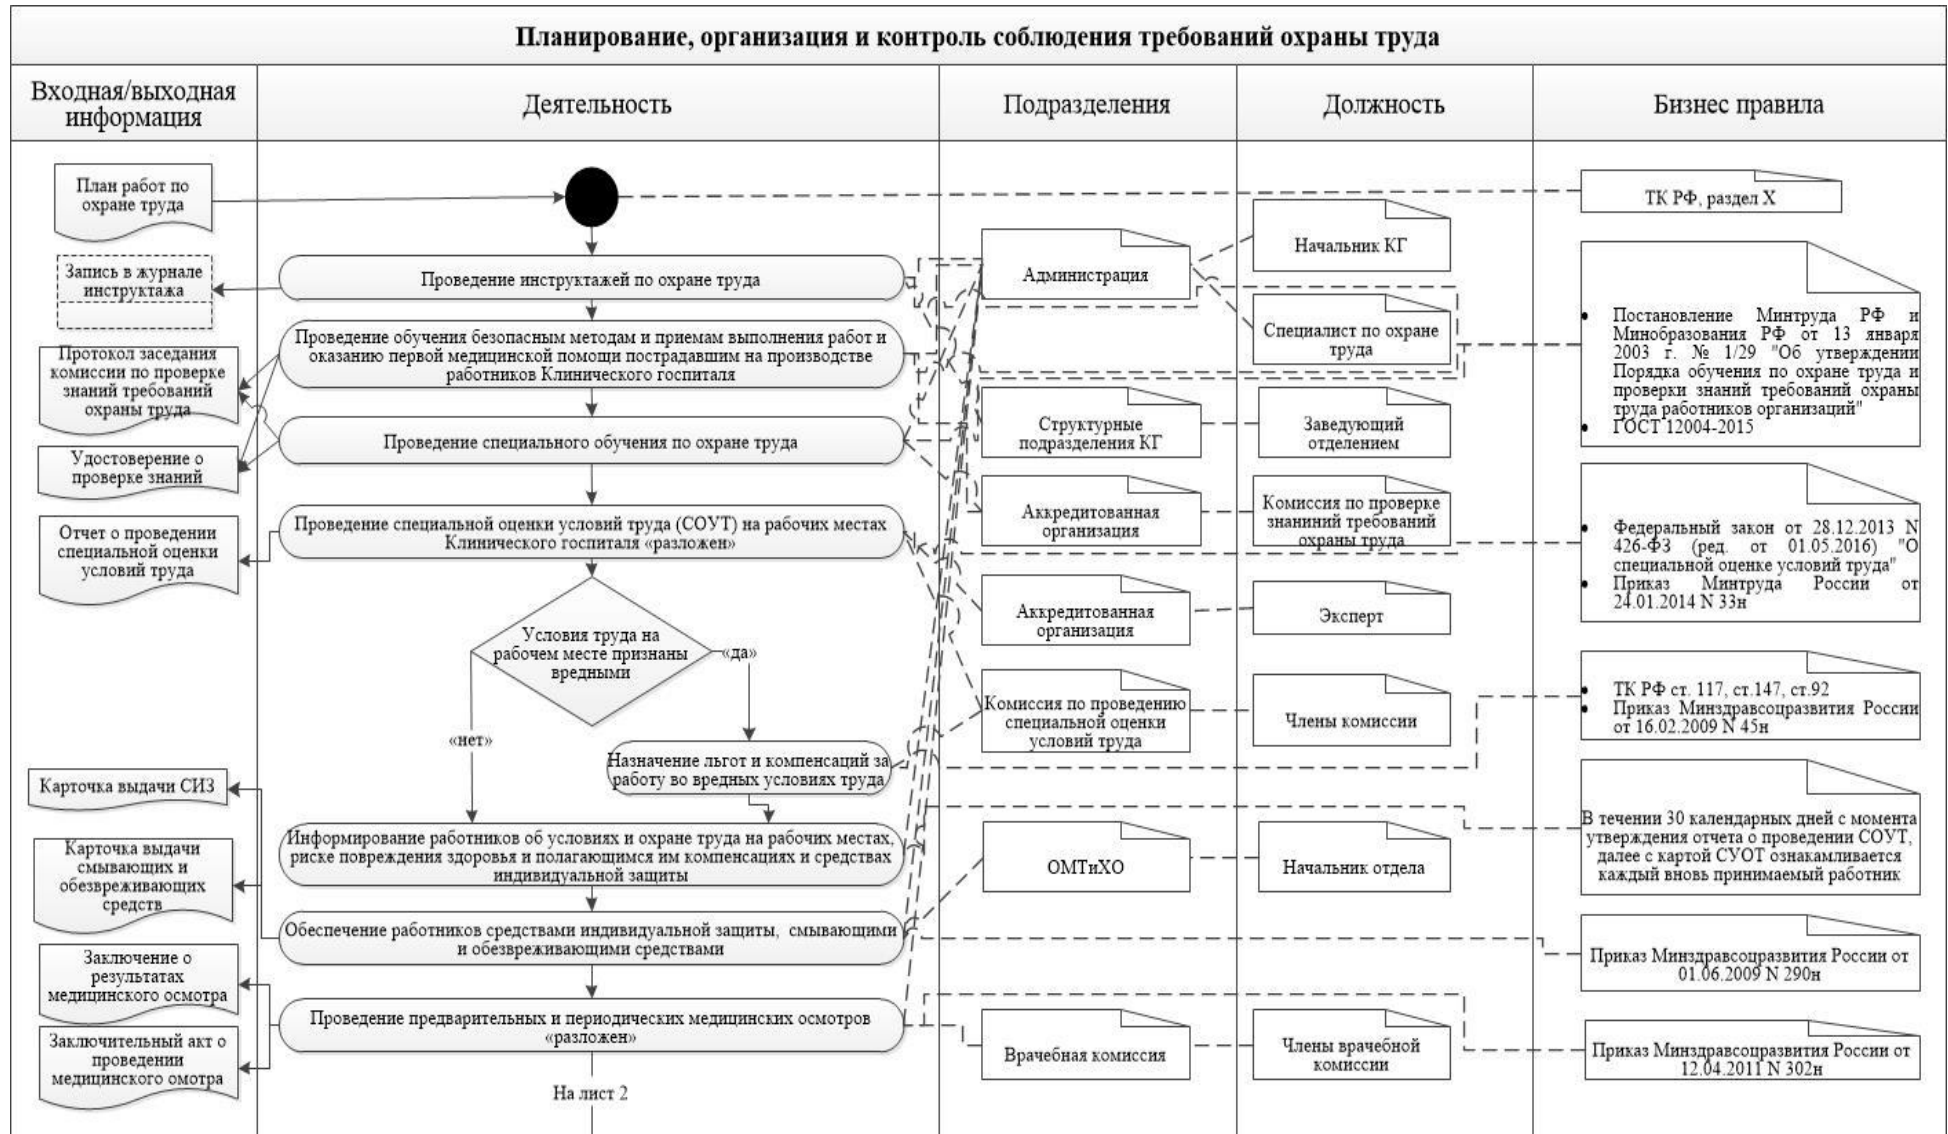 Планирование, организация и контроль соблюдения требований охраны труда
Входная/выходная
информация
Деятельность
Подразделения
Должность
Бизнес правила
План работ по
охране труда
Запись в журнале
инструктажа
Протокол заседания
комиссии по проверке
знаний требований
охраны труда
Удостоверение о
проверке знаний
Отчет о проведении
специальной оценки
условий труда
Карточка выдачи СИЗ
Карточка выдачи
смывающих и
обезвреживающих
средств
Заключение о
результатах
медицинского осмотра
Заключительный акт о
проведении
медицинского омотра
Проведение инструктажей по охране труда
Проведение обучения безопасным методам и приемам выполнения работ и
оказанию первой медицинской помощи пострадавшим на производстве
работников Клинического госпиталя
Проведение специального обучения по охране труда
Проведение специальной оценки условий труда (СОУТ) на рабочих местах
Клинического госпиталя «разложен»
Условия труда на
рабочем месте признаны
вредными
«да»
«нет»
Назначение льгот и компенсаций за
работу во вредных условиях труда
Информирование работников об условиях и охране труда на рабочих местах,
риске повреждения здоровья и полагающимся им компенсациях и средствах
индивидуальной защиты
Обеспечение работников средствами индивидуальной защиты, смывающими
и обезвреживающими средствами
Проведение предварительных и периодических медицинских осмотров
«разложен»
На лист 2
Администрация
Структурные
подразделения КГ
Аккредитованная
организация
Аккредитованная
организация
Комиссия по проведению
специальной оценки
условий труда
ОМТиХО
Врачебная комиссия
Начальник КГ
Специалист по охране
труда
Заведующий
отделением
Комиссия по проверке
знаниний требований
охраны труда
Эксперт
Члены комиссии
Начальник отдела
Члены врачебной
комиссии
ТК РФ, раздел X
• Постановление Минтруда РФ и
Минобразования РФ от 13 января
2003 г. № 1/29 "Об утверждении
Порядка обучения по охране труда и
проверки знаний требований охраны
труда работников организаций"
• ГОСТ 12004-2015
• Федеральный закон от 28.12.2013 N
426-ФЗ (ред. от 01.05.2016) "О
специальной оценке условий труда"
• Приказ Минтруда России от
24.01.2014 N 33н
• ТК РФ ст. 117, ст.147, ст.92
• Приказ Минздравсоцразвития России
от 16.02.2009 N 45н
В течении 30 календарных дней с момента
утверждения отчета о проведении СОУТ,
далее с картой СУОТ ознакамливается
каждый вновь принимаемый работник
Приказ Минздравсоцразвития России от
01.06.2009 N 290н
Приказ Минздравсоцразвития России от
12.04.2011 N 302н